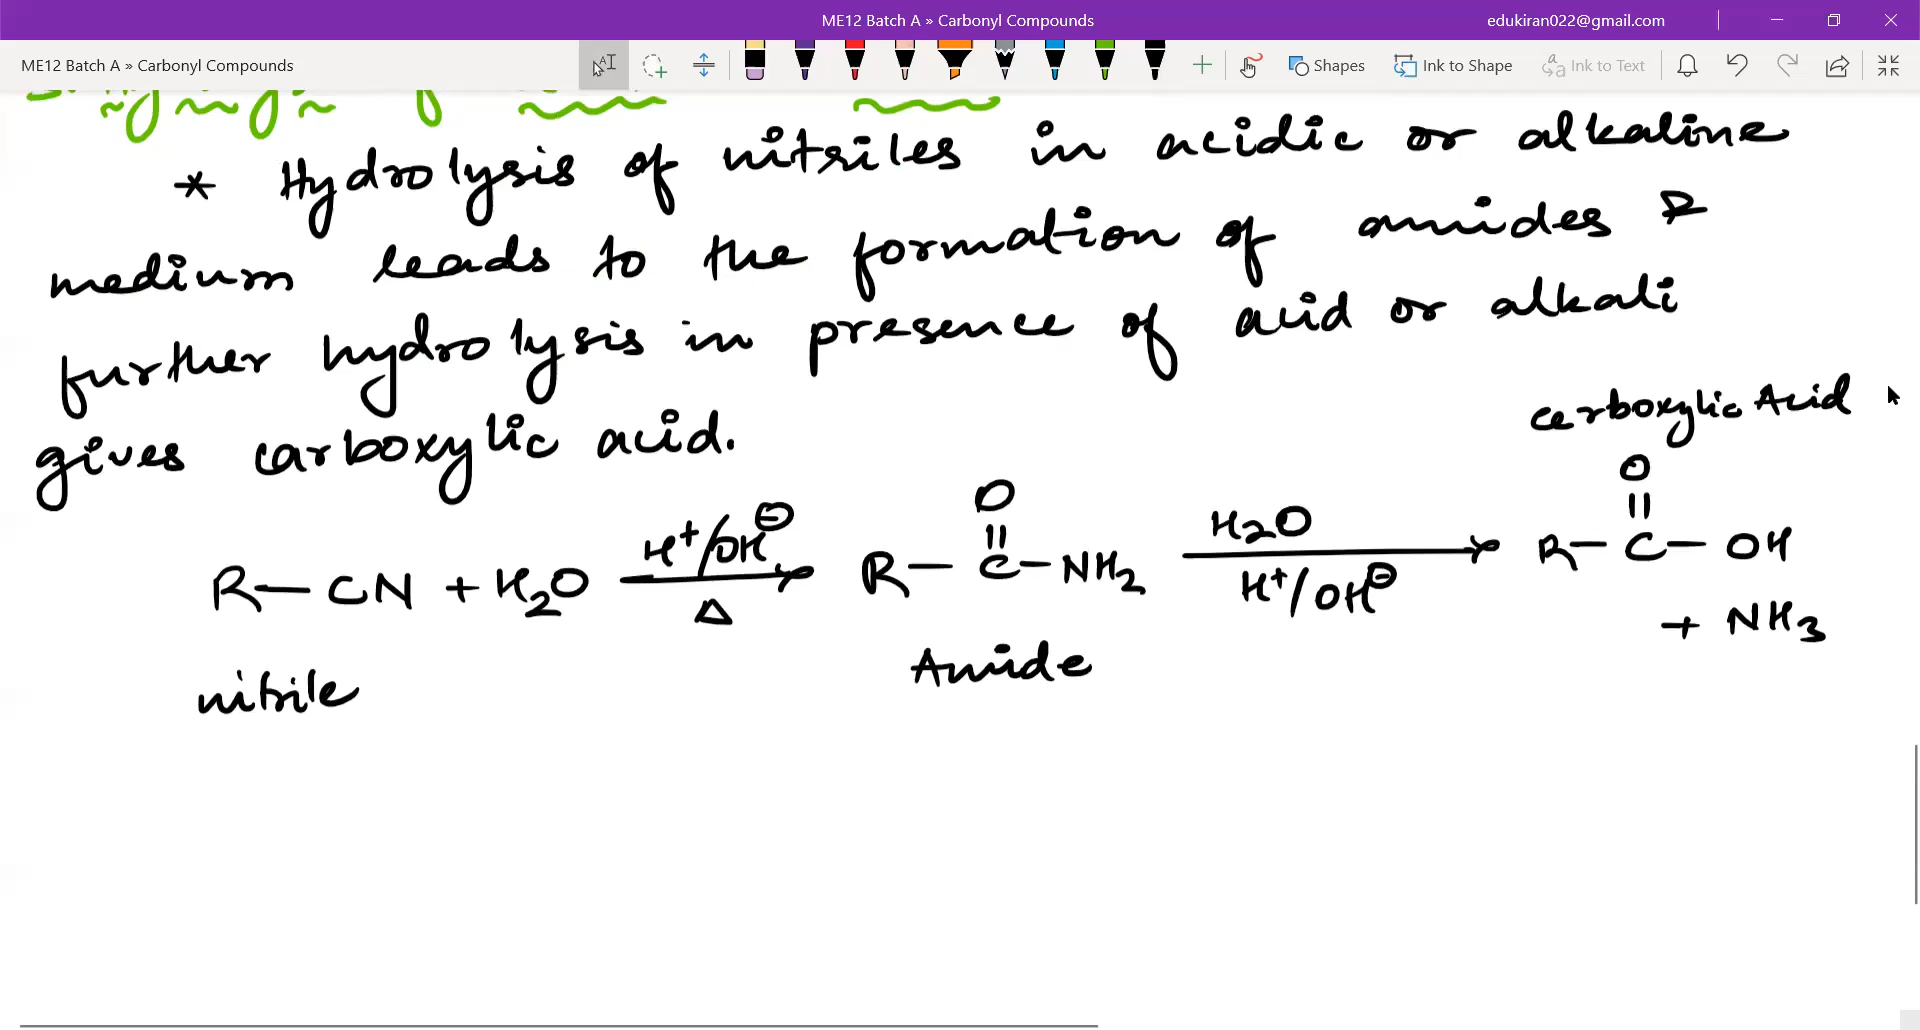 ME12 Batch A » Carbonyl Compounds
edukiran022@gmail.com
ME12 Batch A » Carbonyl Compounds
Shapes
Ink to Shape
Ink to Text
* Hydrolysis of nitriles in acidic or alkaline
medium leads to the formation of amides &
further hydrolysis in presence of acid or alkali
gives carboxylic acid.
carboxylic Acid
O
O
H+/OH⊖
||
H2O
||
R—CN + H2O
R—C—NH2
R—C—OH
Δ
H+/OH⊖
+ NH3
Amide
nitrile